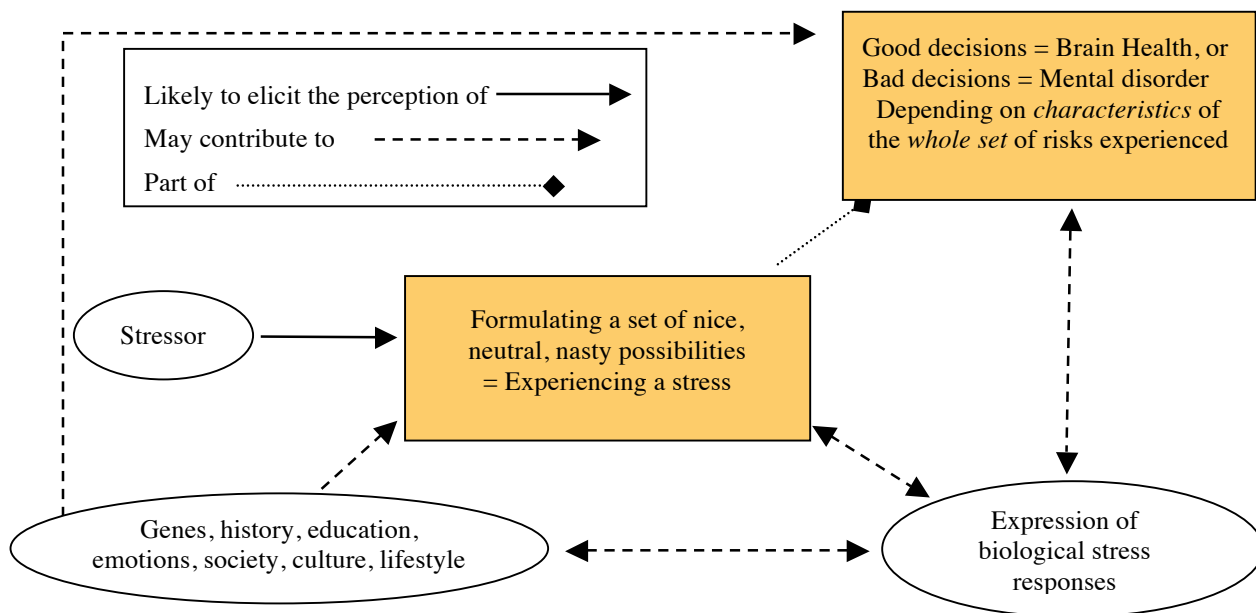 Good decisions = Brain Health, or
Bad decisions = Mental disorder
Depending on characteristics of
the whole set of risks experienced
Likely to elicit the perception of
May contribute to
Part of
Stressor
Formulating a set of nice,
neutral, nasty possibilities
= Experiencing a stress
Genes, history, education,
emotions, society, culture, lifestyle
Expression of
biological stress
responses